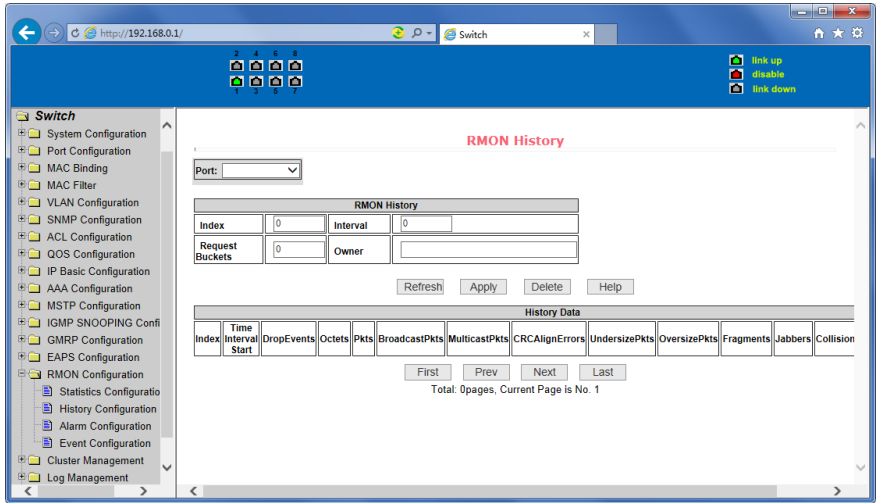 http://192.168.0.1/
Switch
2 4 6 8
1 3 5 7
link up
disable
link down
Switch
System Configuration
Port Configuration
MAC Binding
MAC Filter
VLAN Configuration
SNMP Configuration
ACL Configuration
QOS Configuration
IP Basic Configuration
AAA Configuration
MSTP Configuration
IGMP SNOOPING Confi
GMRP Configuration
EAPS Configuration
RMON Configuration
Statistics Configuratio
History Configuration
Alarm Configuration
Event Configuration
Cluster Management
Log Management
RMON History
Port:
RMON History
Index 0 Interval 0
Request Buckets 0 Owner
Refresh Apply Delete Help
History Data
Index Time Interval Start DropEvents Octets Pkts BroadcastPkts MulticastPkts CRCAlignErrors UndersizePkts OversizePkts Fragments Jabbers Collision
First Prev Next Last
Total: 0pages, Current Page is No. 1